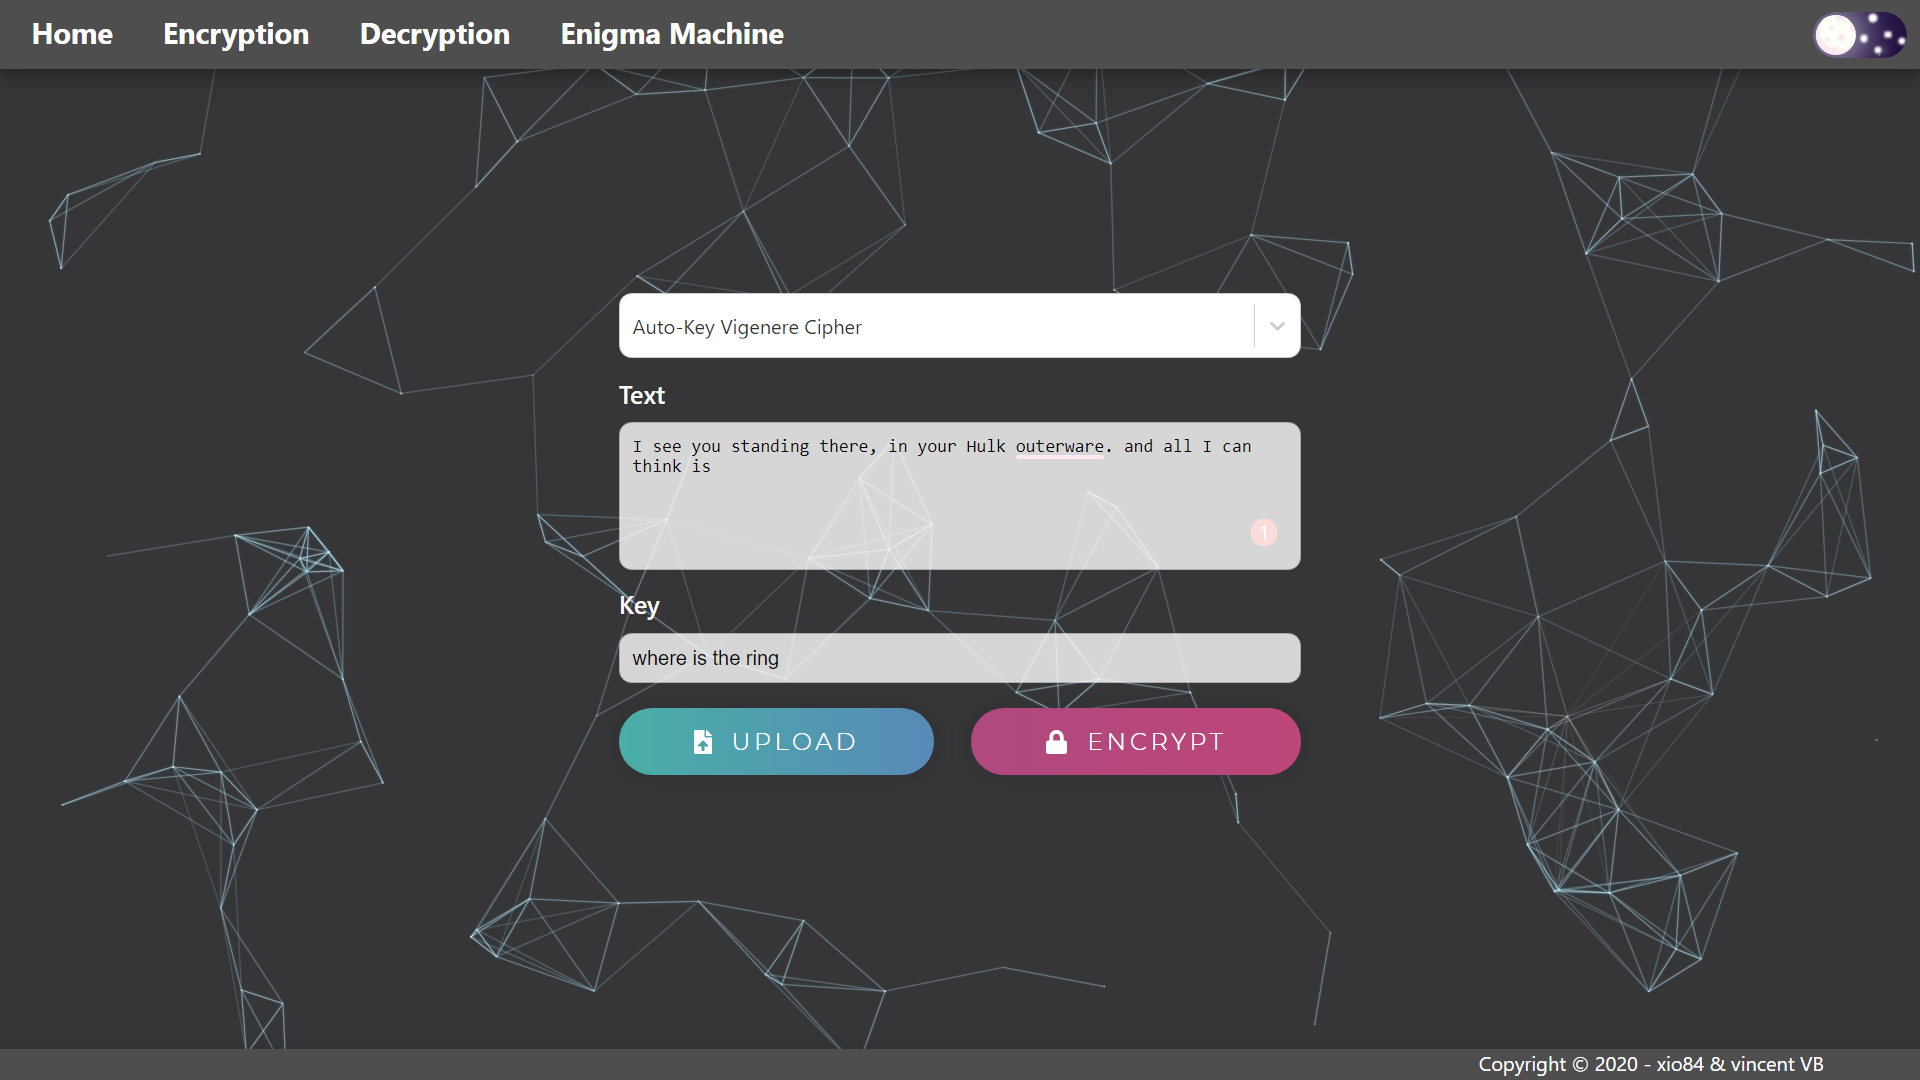 Home Encryption Decryption Enigma Machine
Auto-Key Vigenere Cipher
Text
I see you standing there, in your Hulk outerware. and all I can
think is
1
Key
where is the ring
UPLOAD ENCRYPT
Copyright © 2020 - xio84 & vincent VB